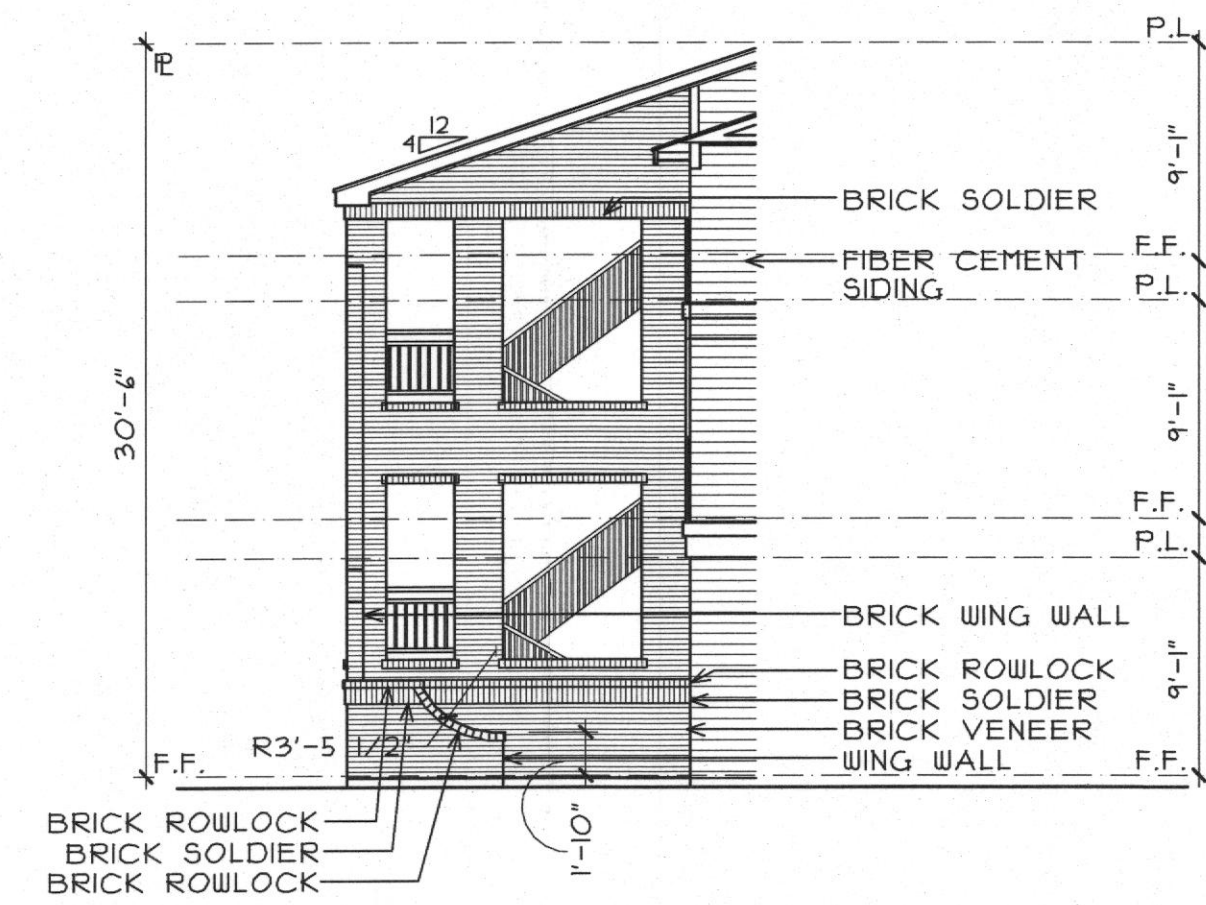 P.L.
PL
12
4
9'-1"
BRICK SOLDIER
F.F.
FIBER CEMENT
SIDING
P.L.
30'-6"
9'-1"
F.F.
P.L.
BRICK WING WALL
BRICK ROWLOCK
9'-1"
BRICK SOLDIER
BRICK VENEER
R3'-5 1/2"
WING WALL
F.F.
F.F.
BRICK ROWLOCK
1'-10"
BRICK SOLDIER
BRICK ROWLOCK